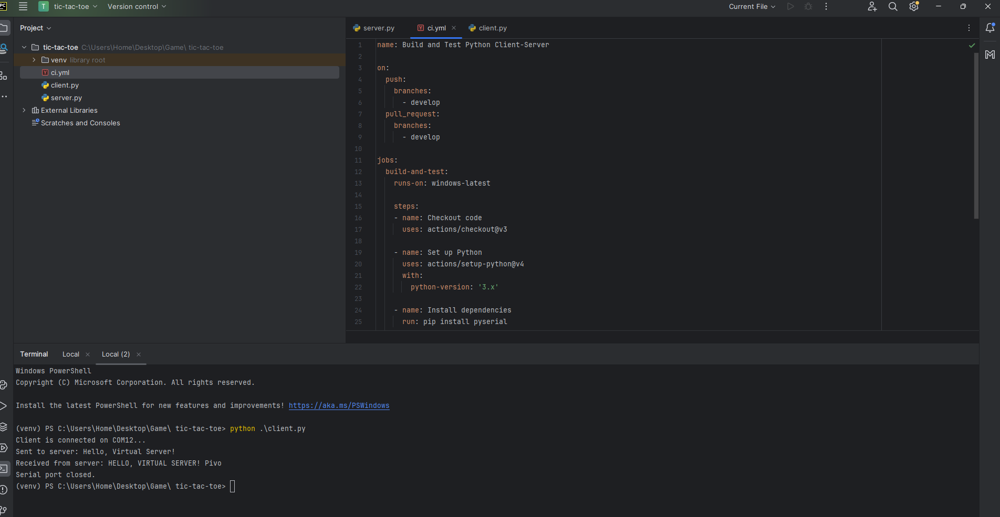 PC
T tic-tac-toe Version control Current File
Project
tic-tac-toe C:\Users\Home\Desktop\Game\ tic-tac-toe
venv library root
ci.yml
client.py
server.py
External Libraries
Scratches and Consoles
server.py ci.yml client.py
1 name: Build and Test Python Client-Server
2
3 on:
4 push:
5 branches:
6 - develop
7 pull_request:
8 branches:
9 - develop
10
11 jobs:
12 build-and-test:
13 runs-on: windows-latest
14
15 steps:
16 - name: Checkout code
17 uses: actions/checkout@v3
18
19 - name: Set up Python
20 uses: actions/setup-python@v4
21 with:
22 python-version: '3.x'
23
24 - name: Install dependencies
25 run: pip install pyserial
Terminal Local Local (2)
Windows PowerShell
Copyright (C) Microsoft Corporation. All rights reserved.
Install the latest PowerShell for new features and improvements! https://aka.ms/PSWindows
(venv) PS C:\Users\Home\Desktop\Game\ tic-tac-toe> python .\client.py
Client is connected on COM12...
Sent to server: Hello, Virtual Server!
Received from server: HELLO, VIRTUAL SERVER! Pivo
Serial port closed.
(venv) PS C:\Users\Home\Desktop\Game\ tic-tac-toe>